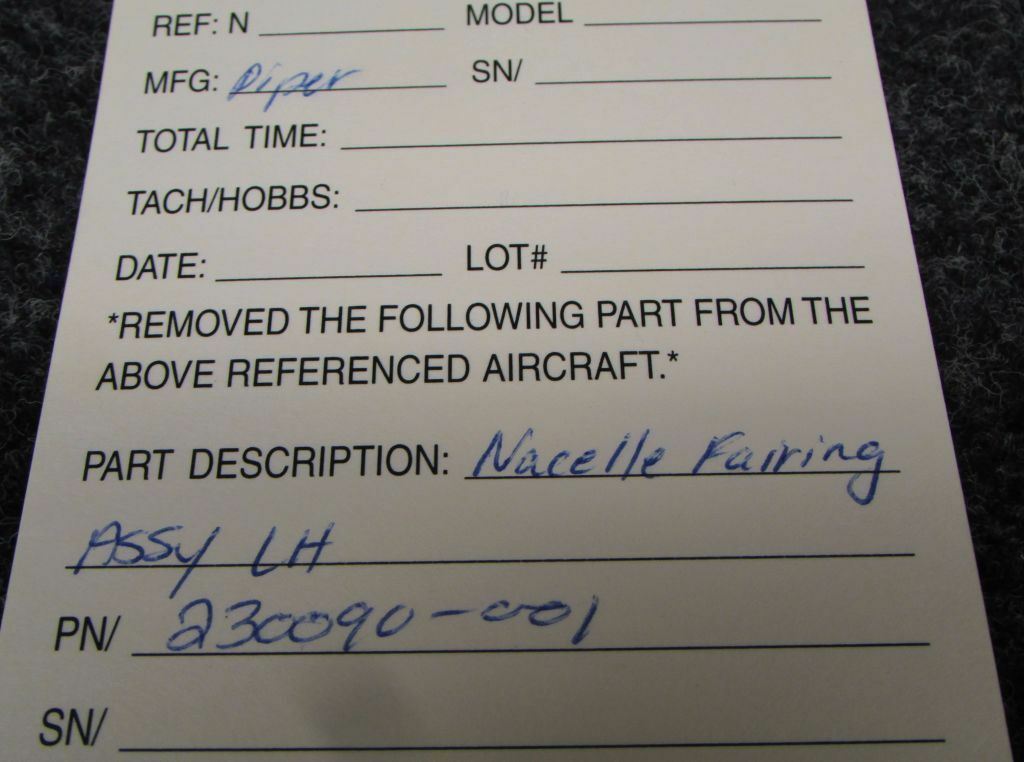 REF: N MODEL
MFG: Piper SN/
TOTAL TIME:
TACH/HOBBS:
DATE: LOT#
*REMOVED THE FOLLOWING PART FROM THE
ABOVE REFERENCED AIRCRAFT.*
PART DESCRIPTION: Nacelle Fairing
ASSY LH
PN/ 230090-001
SN/